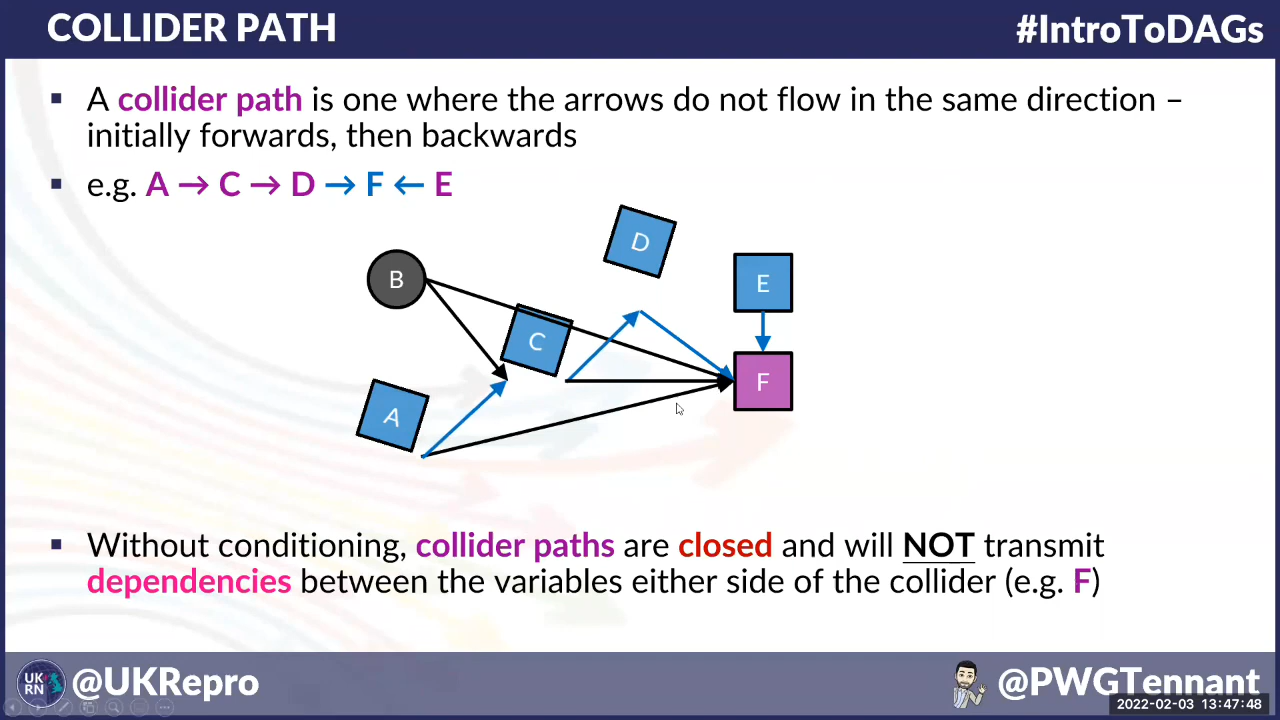 COLLIDER PATH
#IntroToDAGs
▪ A collider path is one where the arrows do not flow in the same direction –
initially forwards, then backwards
▪ e.g. A → C → D → F ← E
D
B
E
C
F
A
▪ Without conditioning, collider paths are closed and will NOT transmit
dependencies between the variables either side of the collider (e.g. F)
UK
RN
@UKRepro
@PWGTennant
2022-02-03 13:47:48